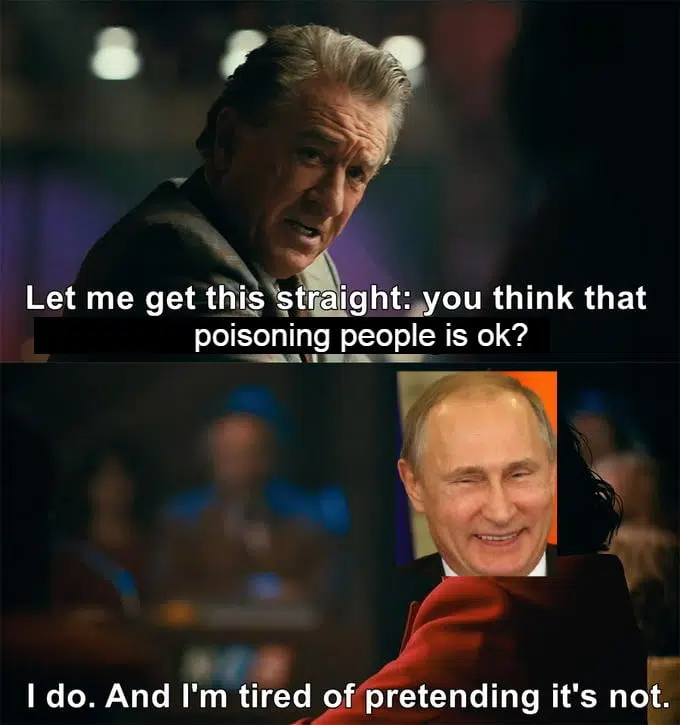 Let me get this straight: you think that
poisoning people is ok?
I do. And I'm tired of pretending it's not.